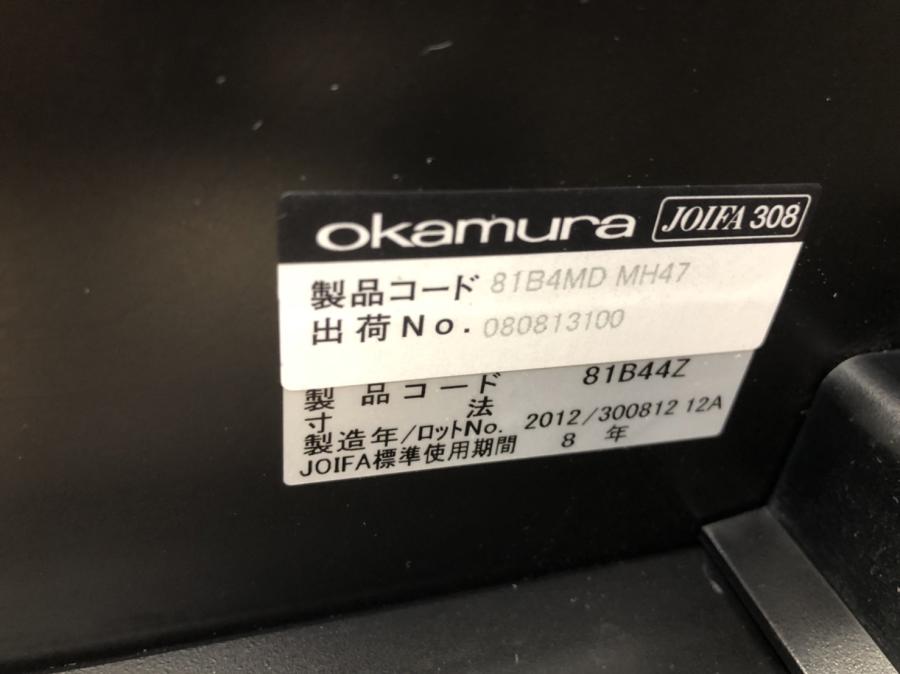 okamura JOIFA 308
製品コード 81B4MD MH47
出荷No. 080813100
製品コード 81B44Z
寸法
製造年/ロットNo. 2012/300812 12A
JOIFA標準使用期間 8 年